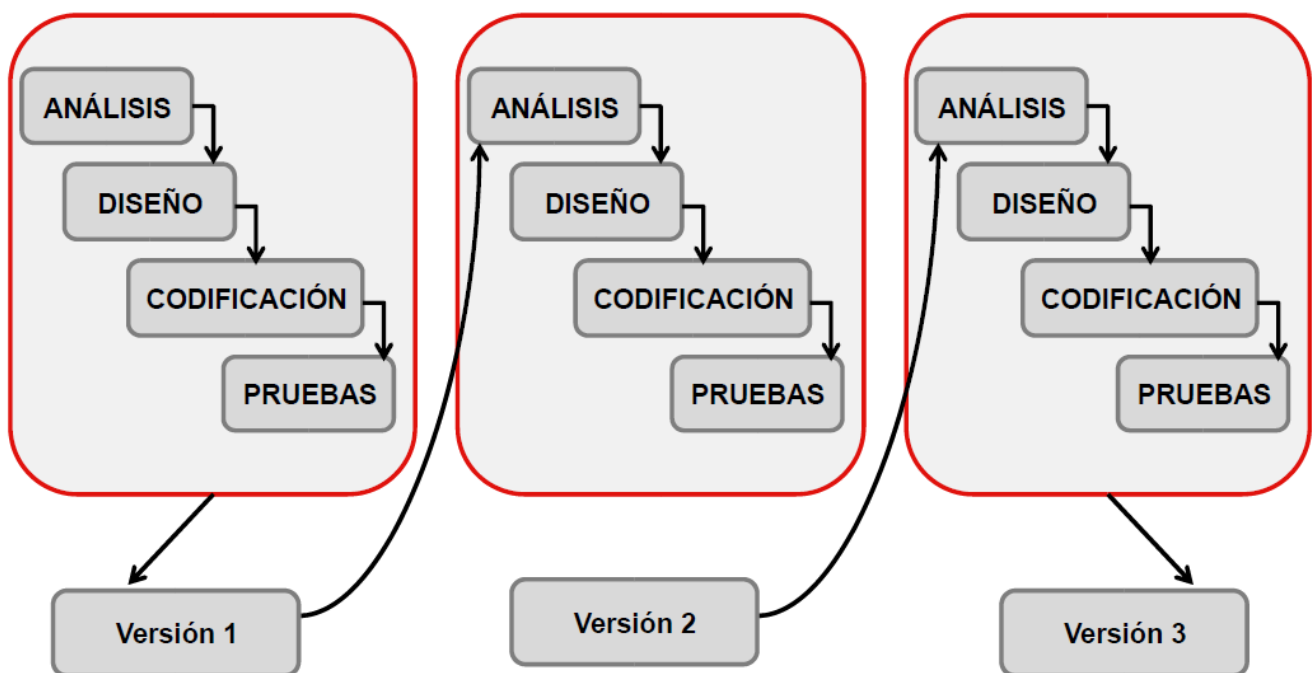 ANÁLISIS
DISEÑO
CODIFICACIÓN
PRUEBAS
Versión 1
ANÁLISIS
DISEÑO
CODIFICACIÓN
PRUEBAS
Versión 2
ANÁLISIS
DISEÑO
CODIFICACIÓN
PRUEBAS
Versión 3